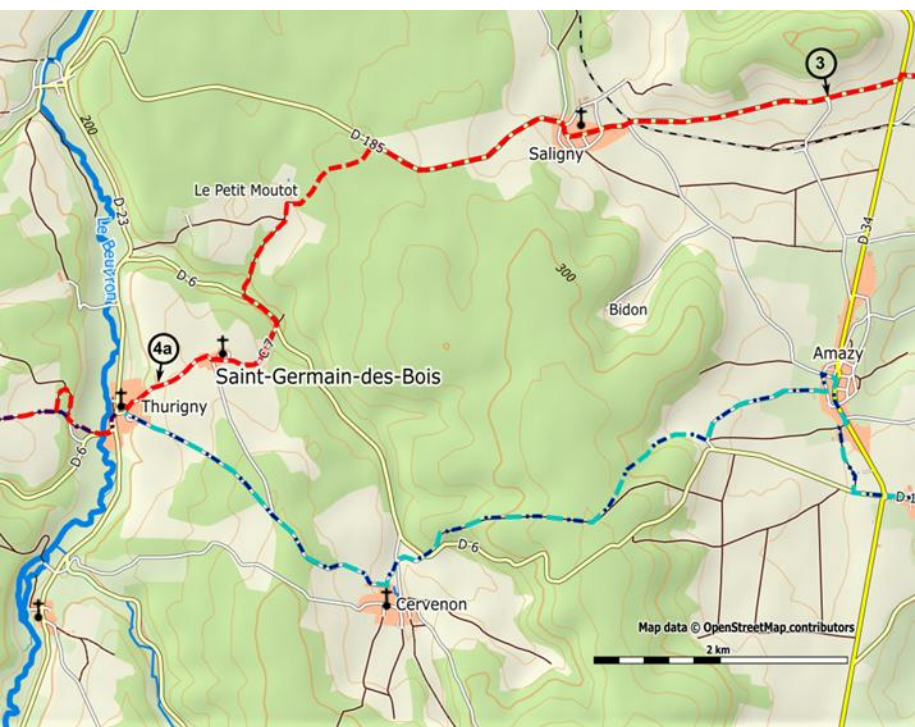 3
200
D-185
Saligny
Le Petit Moutot
D-23
Le Beuvron
D-34
D-6
300
Bidon
4a
C-7
Amazy
Saint-Germain-des-Bois
Thurigny
D-6
D-1
D-6
Cervenon
Map data © OpenStreetMap contributors
2 km